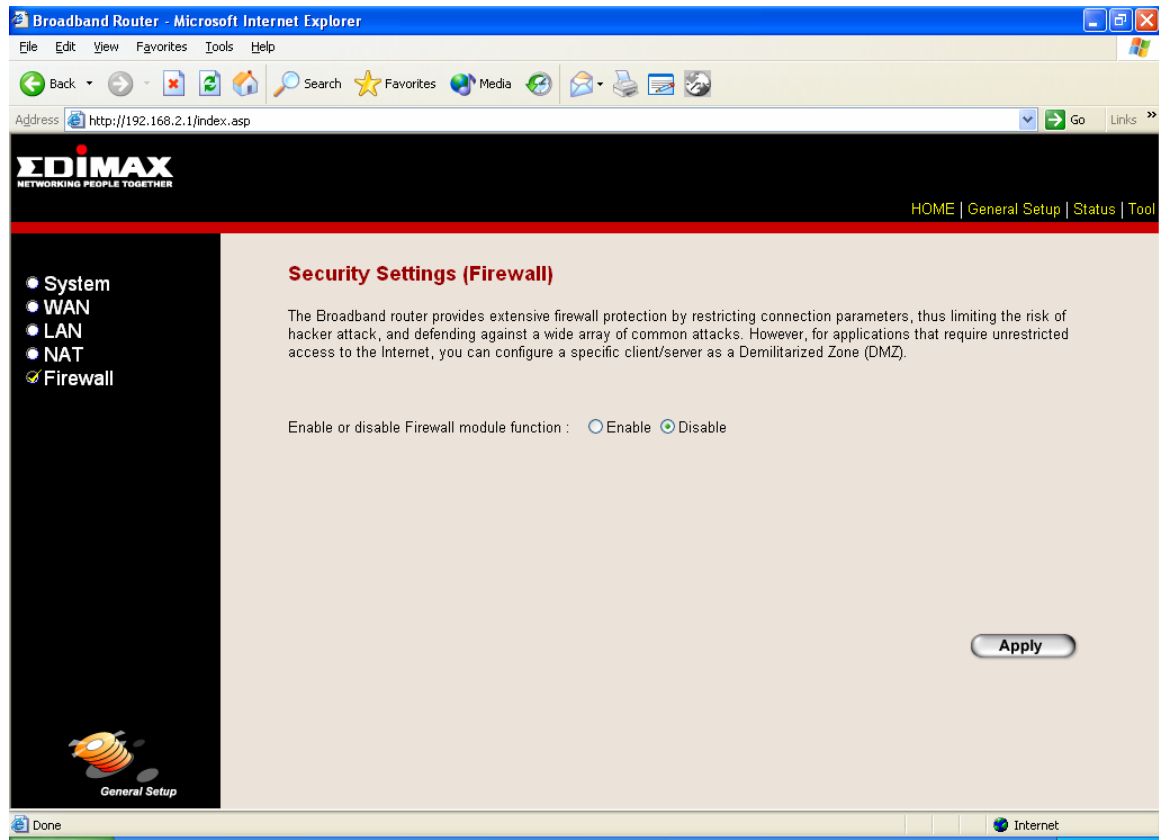 Broadband Router - Microsoft Internet Explorer
File Edit View Favorites Tools Help
Back Search Favorites Media
Address http://192.168.2.1/index.asp Go Links »
EDIMAX
NETWORKING PEOPLE TOGETHER
HOME | General Setup | Status | Tool
System
WAN
LAN
NAT
Firewall
Security Settings (Firewall)
The Broadband router provides extensive firewall protection by restricting connection parameters, thus limiting the risk of
hacker attack, and defending against a wide array of common attacks. However, for applications that require unrestricted
access to the Internet, you can configure a specific client/server as a Demilitarized Zone (DMZ).
Enable or disable Firewall module function : Enable Disable
Apply
General Setup
Done Internet